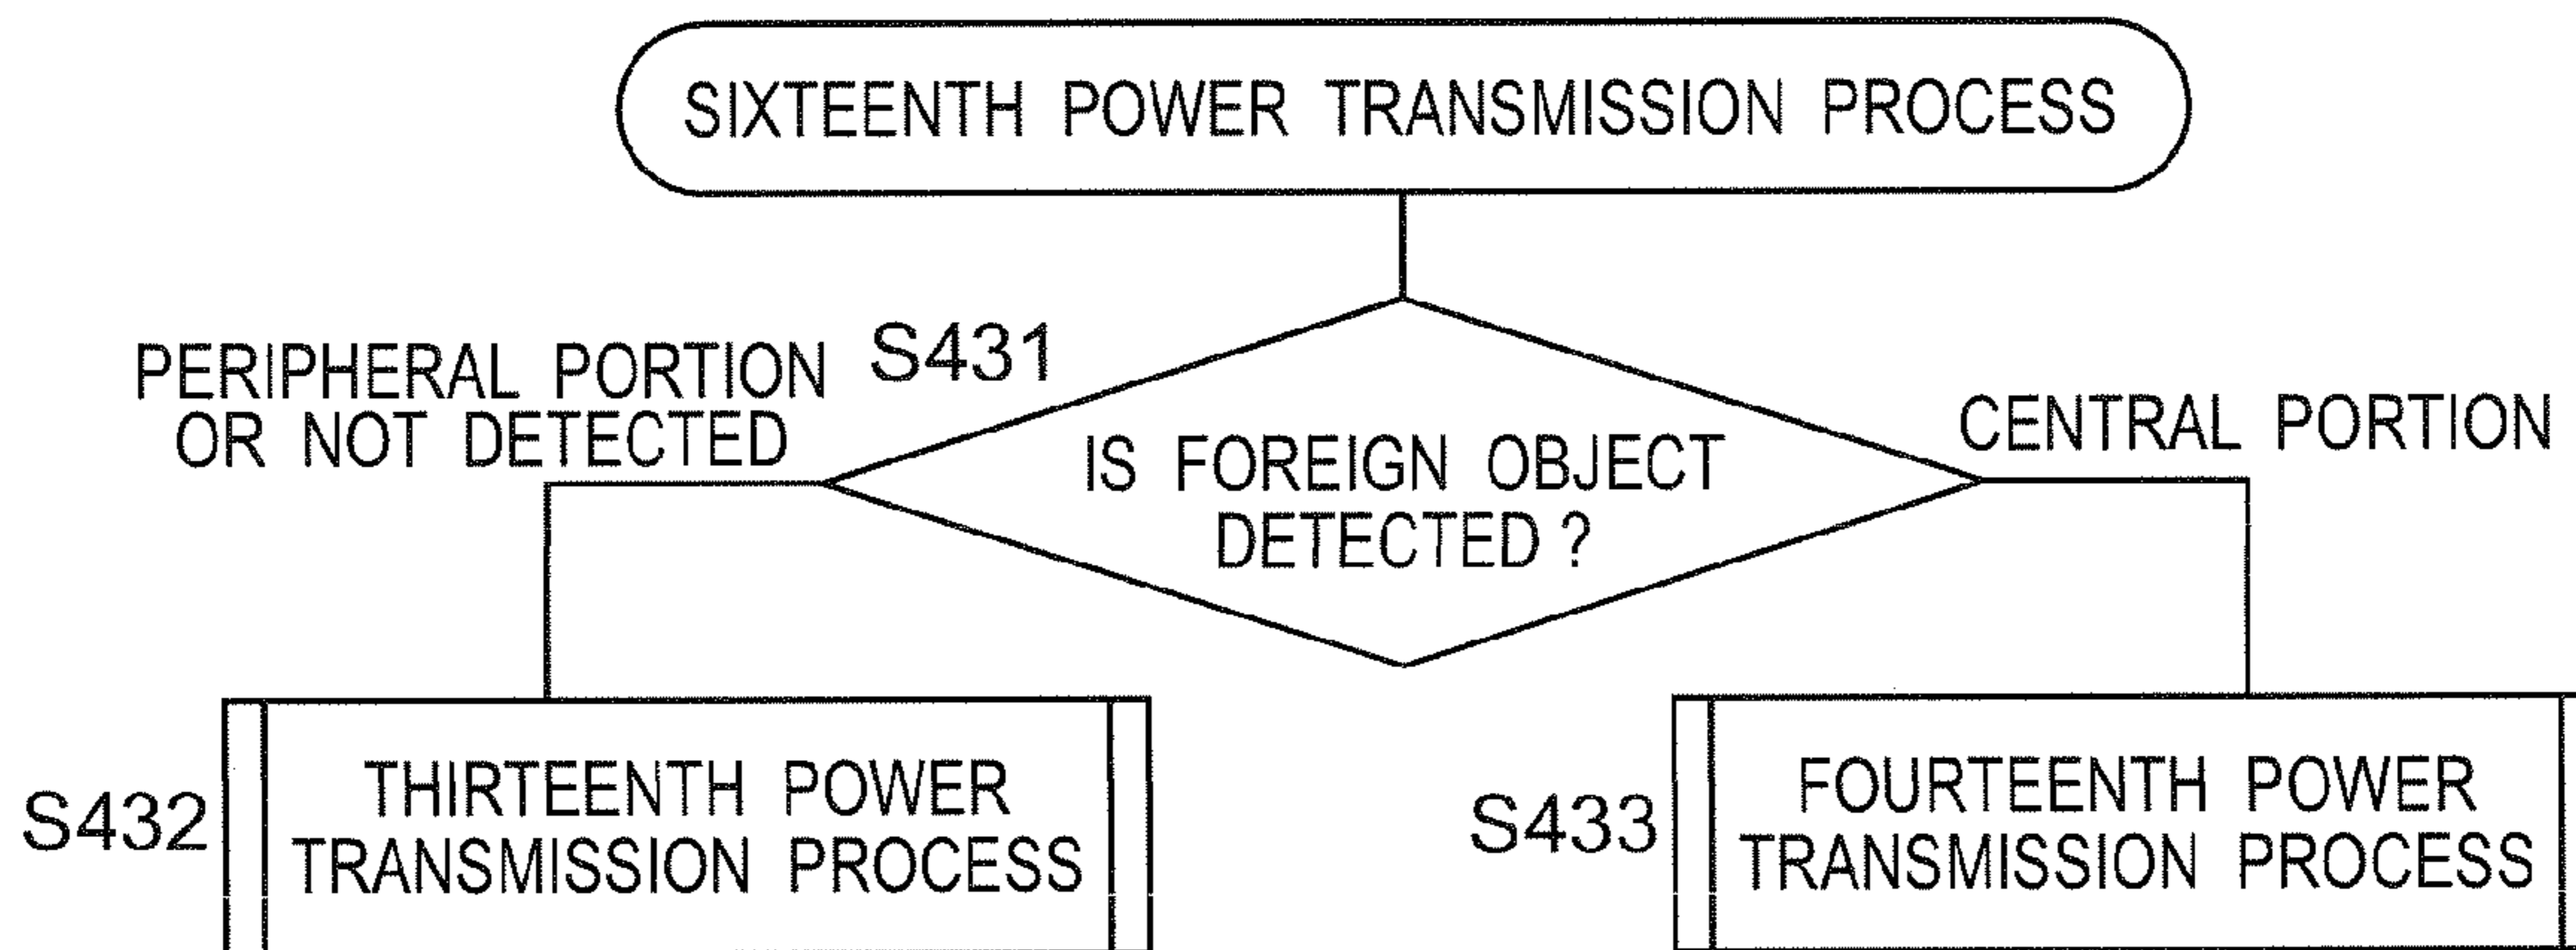 SIXTEENTH POWER TRANSMISSION PROCESS
PERIPHERAL PORTION
OR NOT DETECTED
S431
IS FOREIGN OBJECT
DETECTED ?
CENTRAL PORTION
S432
THIRTEENTH POWER
TRANSMISSION PROCESS
S433
FOURTEENTH POWER
TRANSMISSION PROCESS